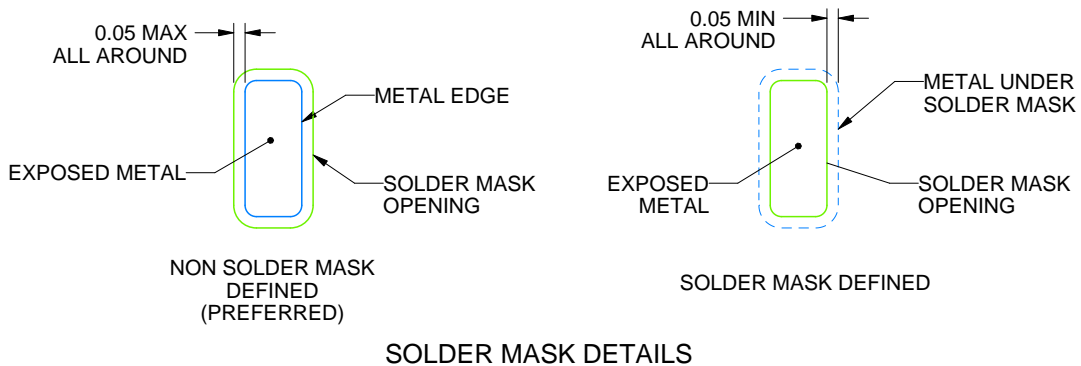 0.05 MAX
ALL AROUND
METAL EDGE
EXPOSED METAL
SOLDER MASK
OPENING
NON SOLDER MASK
DEFINED
(PREFERRED)
0.05 MIN
ALL AROUND
METAL UNDER
SOLDER MASK
EXPOSED
METAL
SOLDER MASK
OPENING
SOLDER MASK DEFINED
SOLDER MASK DETAILS